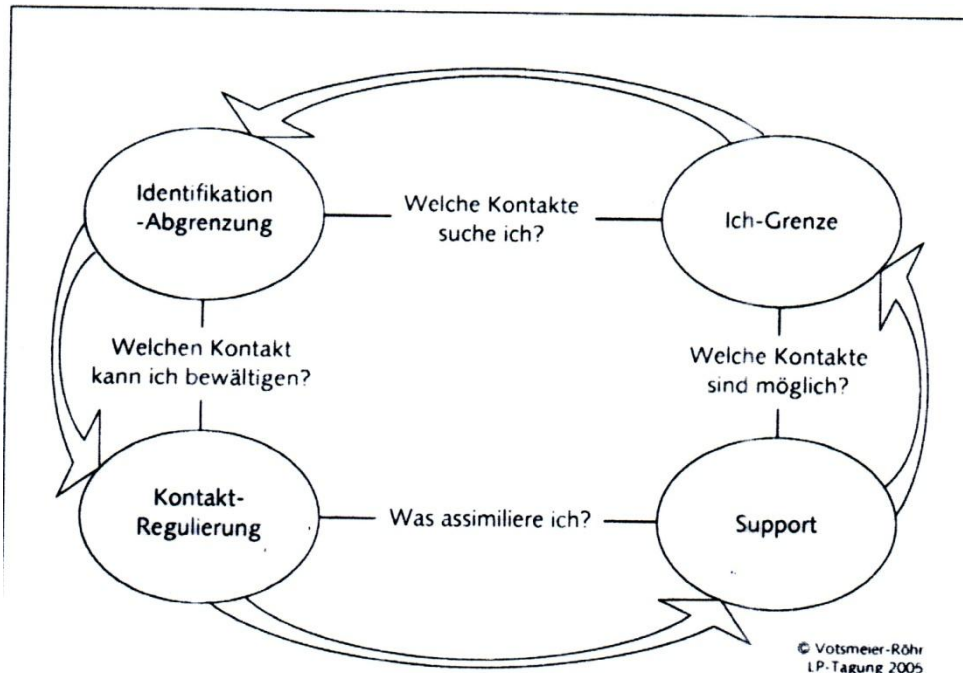 Identifikation
-Abgrenzung
Welche Kontakte
suche ich?
Ich-Grenze
Welchen Kontakt
kann ich bewältigen?
Welche Kontakte
sind möglich?
Kontakt-
Regulierung
Was assimiliere ich?
Support
© Votsmeier-Röhr
LP-Tagung 2005